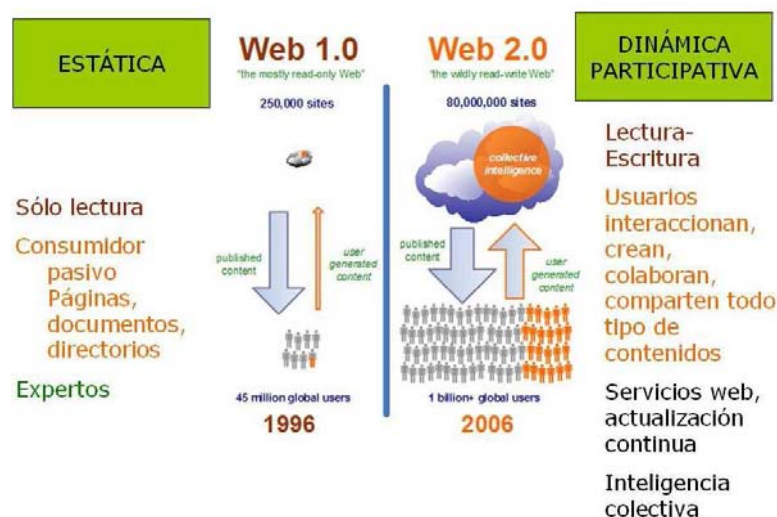 ESTÁTICA
Web 1.0
"the mostly read-only Web"
250,000 sites
published
content
user
generated
content
45 million global users
1996
Sólo lectura
Consumidor
pasivo
Páginas,
documentos,
directorios
Expertos
Web 2.0
"the wildly read-write Web"
80,000,000 sites
collective
intelligence
published
content
user
generated
content
1 billion+ global users
2006
DINÁMICA
PARTICIPATIVA
Lectura-
Escritura
Usuarios
interaccionan,
crean,
colaboran,
comparten todo
tipo de
contenidos
Servicios web,
actualización
continua
Inteligencia
colectiva